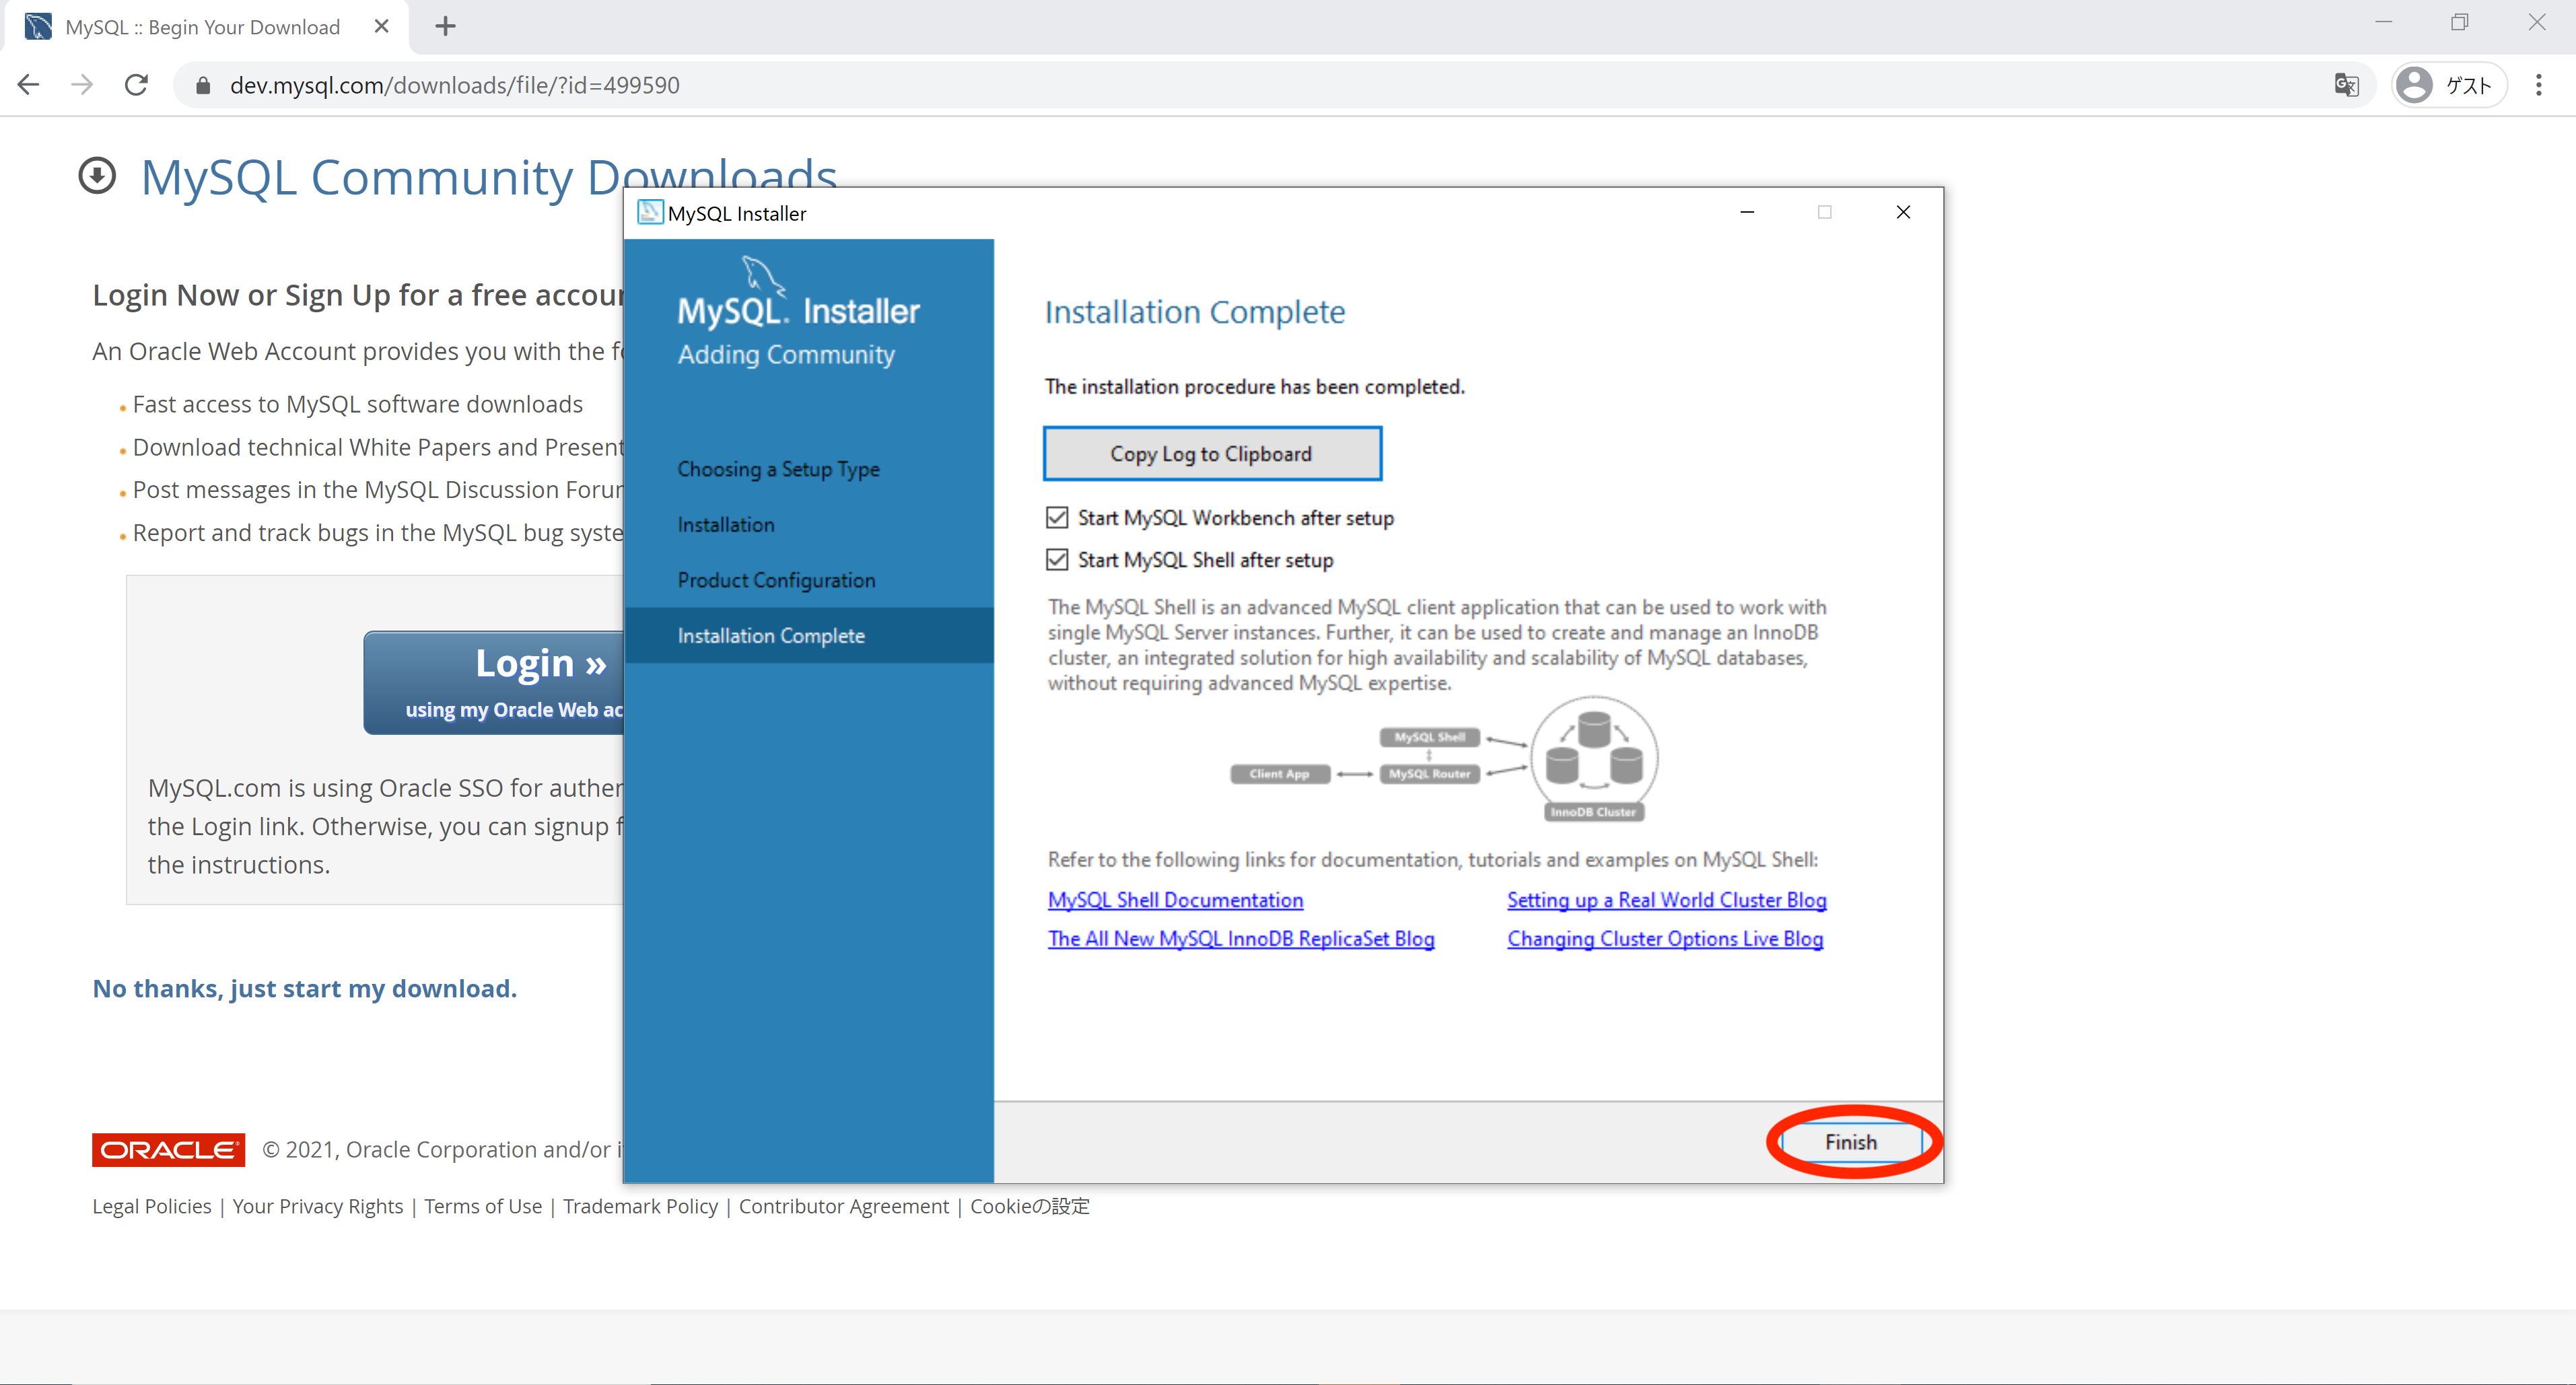 MySQL :: Begin Your Download
dev.mysql.com/downloads/file/?id=499590
ゲスト
MySQL Community Downloads
Login Now or Sign Up for a free
An Oracle Web Account provides you with the
Fast access to MySQL software downloads
Download technical White Papers and
Post messages in the MySQL Discussion
Report and track bugs in the MySQL bug
Login »
using my Oracle Web
MySQL.com is using Oracle SSO for
the Login link. Otherwise, you can signup
the instructions.
No thanks, just start my download.
ORACLE
© 2021, Oracle Corporation and/or
Legal Policies | Your Privacy Rights | Terms of Use | Trademark Policy | Contributor Agreement | Cookieの設定
MySQL Installer
MySQL. Installer
Adding Community
Choosing a Setup Type
Installation
Product Configuration
Installation Complete
Installation Complete
The installation procedure has been completed.
Copy Log to Clipboard
Start MySQL Workbench after setup
Start MySQL Shell after setup
The MySQL Shell is an advanced MySQL client application that can be used to work with
single MySQL Server instances. Further, it can be used to create and manage an InnoDB
cluster, an integrated solution for high availability and scalability of MySQL databases,
without requiring advanced MySQL expertise.
MySQL Shell
Client App
MySQL Router
InnoDB Cluster
Refer to the following links for documentation, tutorials and examples on MySQL Shell:
MySQL Shell Documentation
Setting up a Real World Cluster Blog
The All New MySQL InnoDB ReplicaSet Blog
Changing Cluster Options Live Blog
Finish